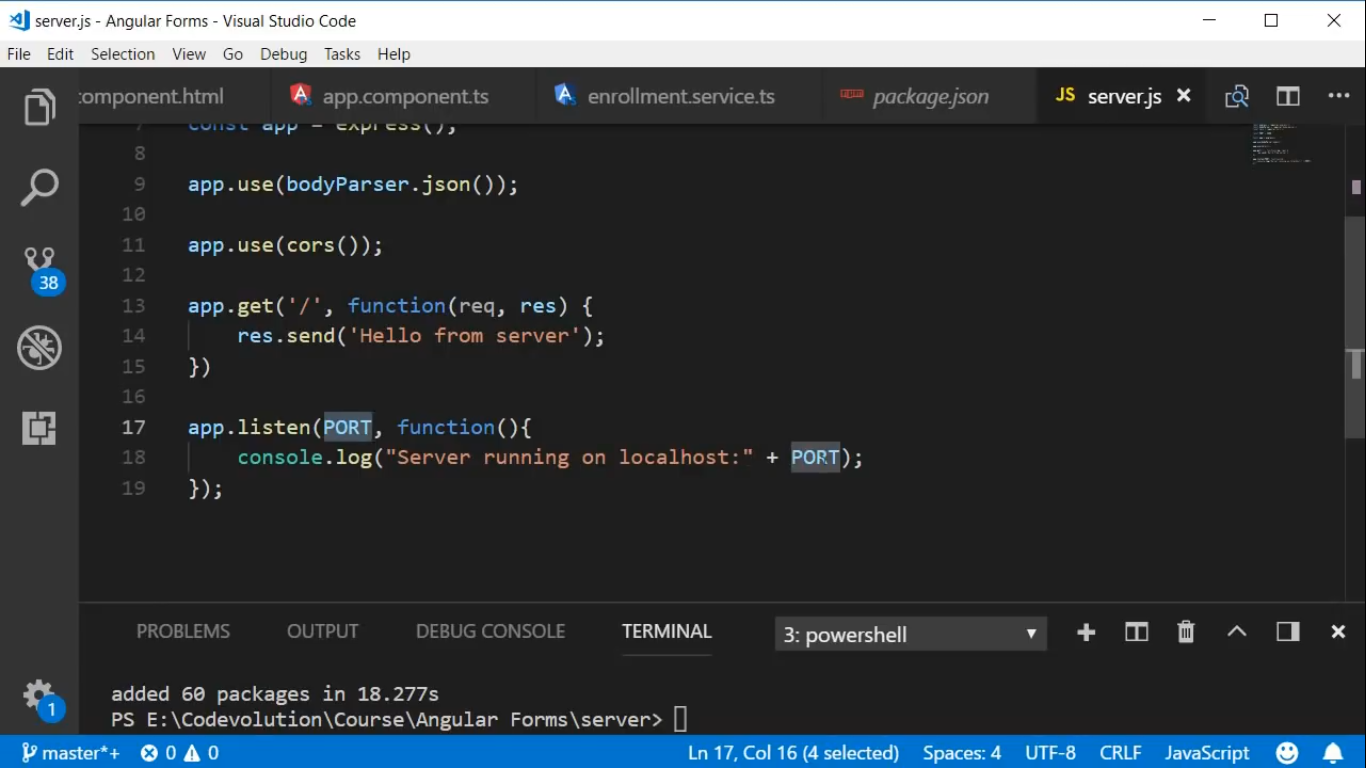 server.js - Angular Forms - Visual Studio Code
File Edit Selection View Go Debug Tasks Help
component.html app.component.ts enrollment.service.ts package.json JS server.js
7 const app = express();
8
9 app.use(bodyParser.json());
10
11 app.use(cors());
12
13 app.get('/', function(req, res) {
14 res.send('Hello from server');
15 })
16
17 app.listen(PORT, function(){
18 console.log("Server running on localhost:" + PORT);
19 });
PROBLEMS OUTPUT DEBUG CONSOLE TERMINAL 3: powershell
added 60 packages in 18.277s
PS E:\Codevolution\Course\Angular Forms\server>
38
1
master*+ 0 0 Ln 17, Col 16 (4 selected) Spaces: 4 UTF-8 CRLF JavaScript